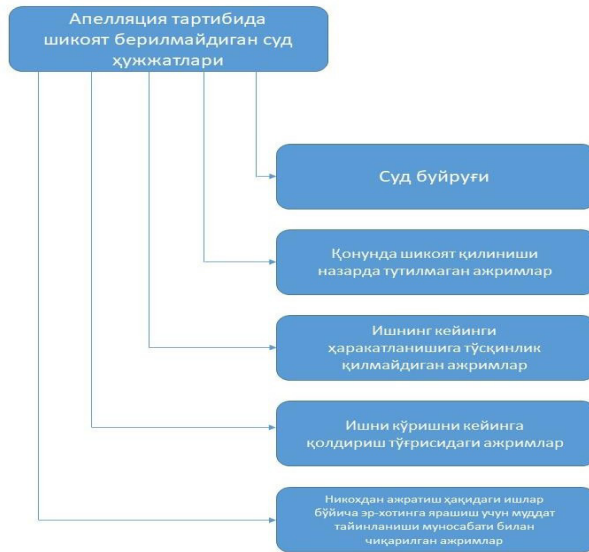 Апелляция тартибида
шикоят берилмайдиган суд
ҳужжатлари
Суд буйруғи
Қонунда шикоят қилиниши
назарда тутилмаган ажримлар
Ишнинг кейинги
ҳаракатланишига тўсқинлик
қилмайдиган ажримлар
Ишни кўришни кейинга
қолдириш тўғрисидаги ажримлар
Никохдан ажратиш ҳақидаги ишлар
бўйича эр-хотинга ярашиш учун муддат
тайинланиши муносабати билан
чиқарилган ажримлар